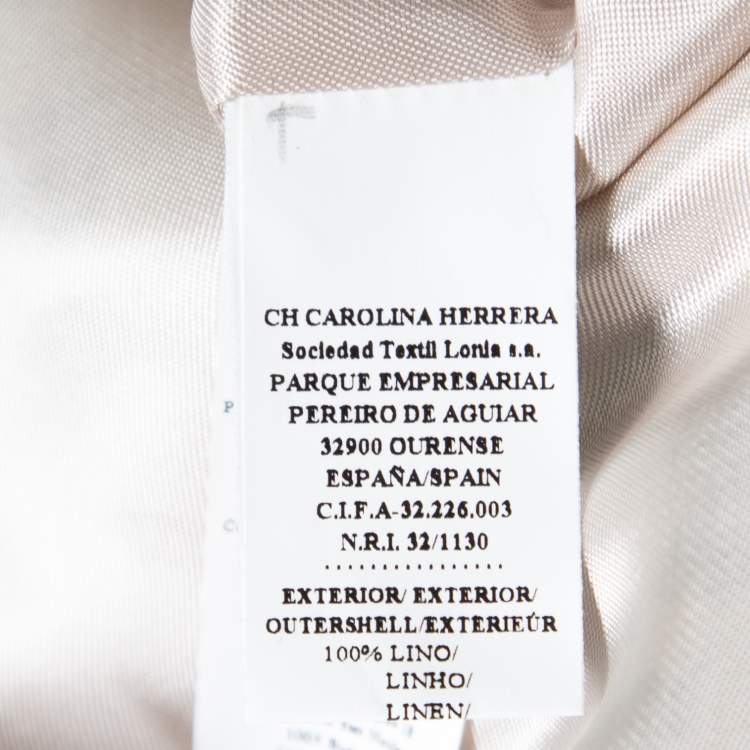 CH CAROLINA HERRERA
Sociedad Textil Lonia s.a.
PARQUE EMPRESARIAL
PEREIRO DE AGUIAR
32900 OURENSE
ESPAÑA/SPAIN
C.I.F.A-32.226.003
N.R.I. 32/1130
EXTERIOR/ EXTERIOR/
OUTERSHELL/EXTERIEÚR
100% LINO/
LINHO/
LINEN/
P